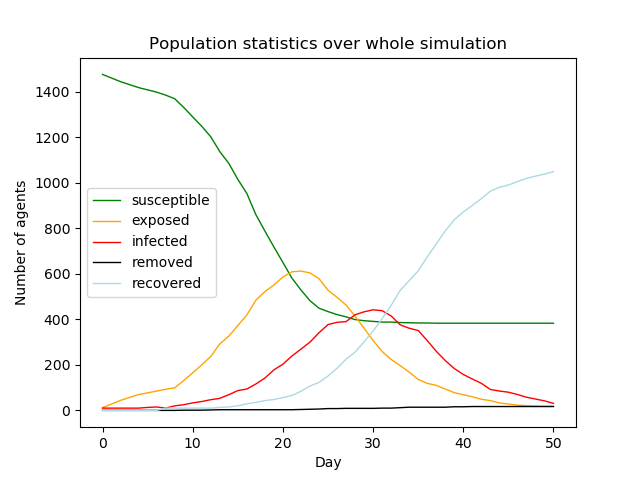 Population statistics over whole simulation
Number of agents
1400
1200
1000
800
600
400
200
0
susceptible
exposed
infected
removed
recovered
0 10 20 30 40 50
Day